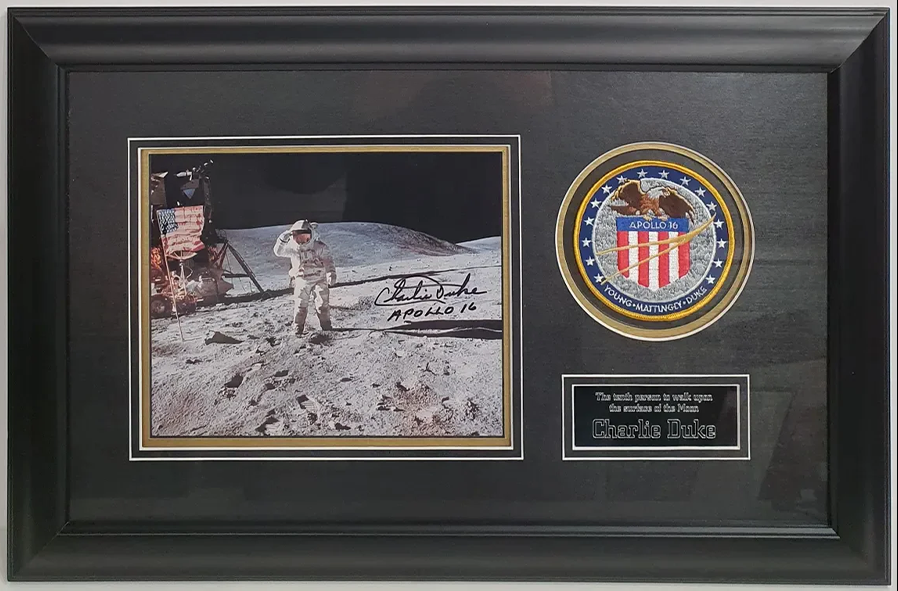 Charlie Duke
APOLLO 16
APOLLO 16
YOUNG • MATTINGLY • DUKE
The tenth person to walk upon
the surface of the Moon
Charlie Duke